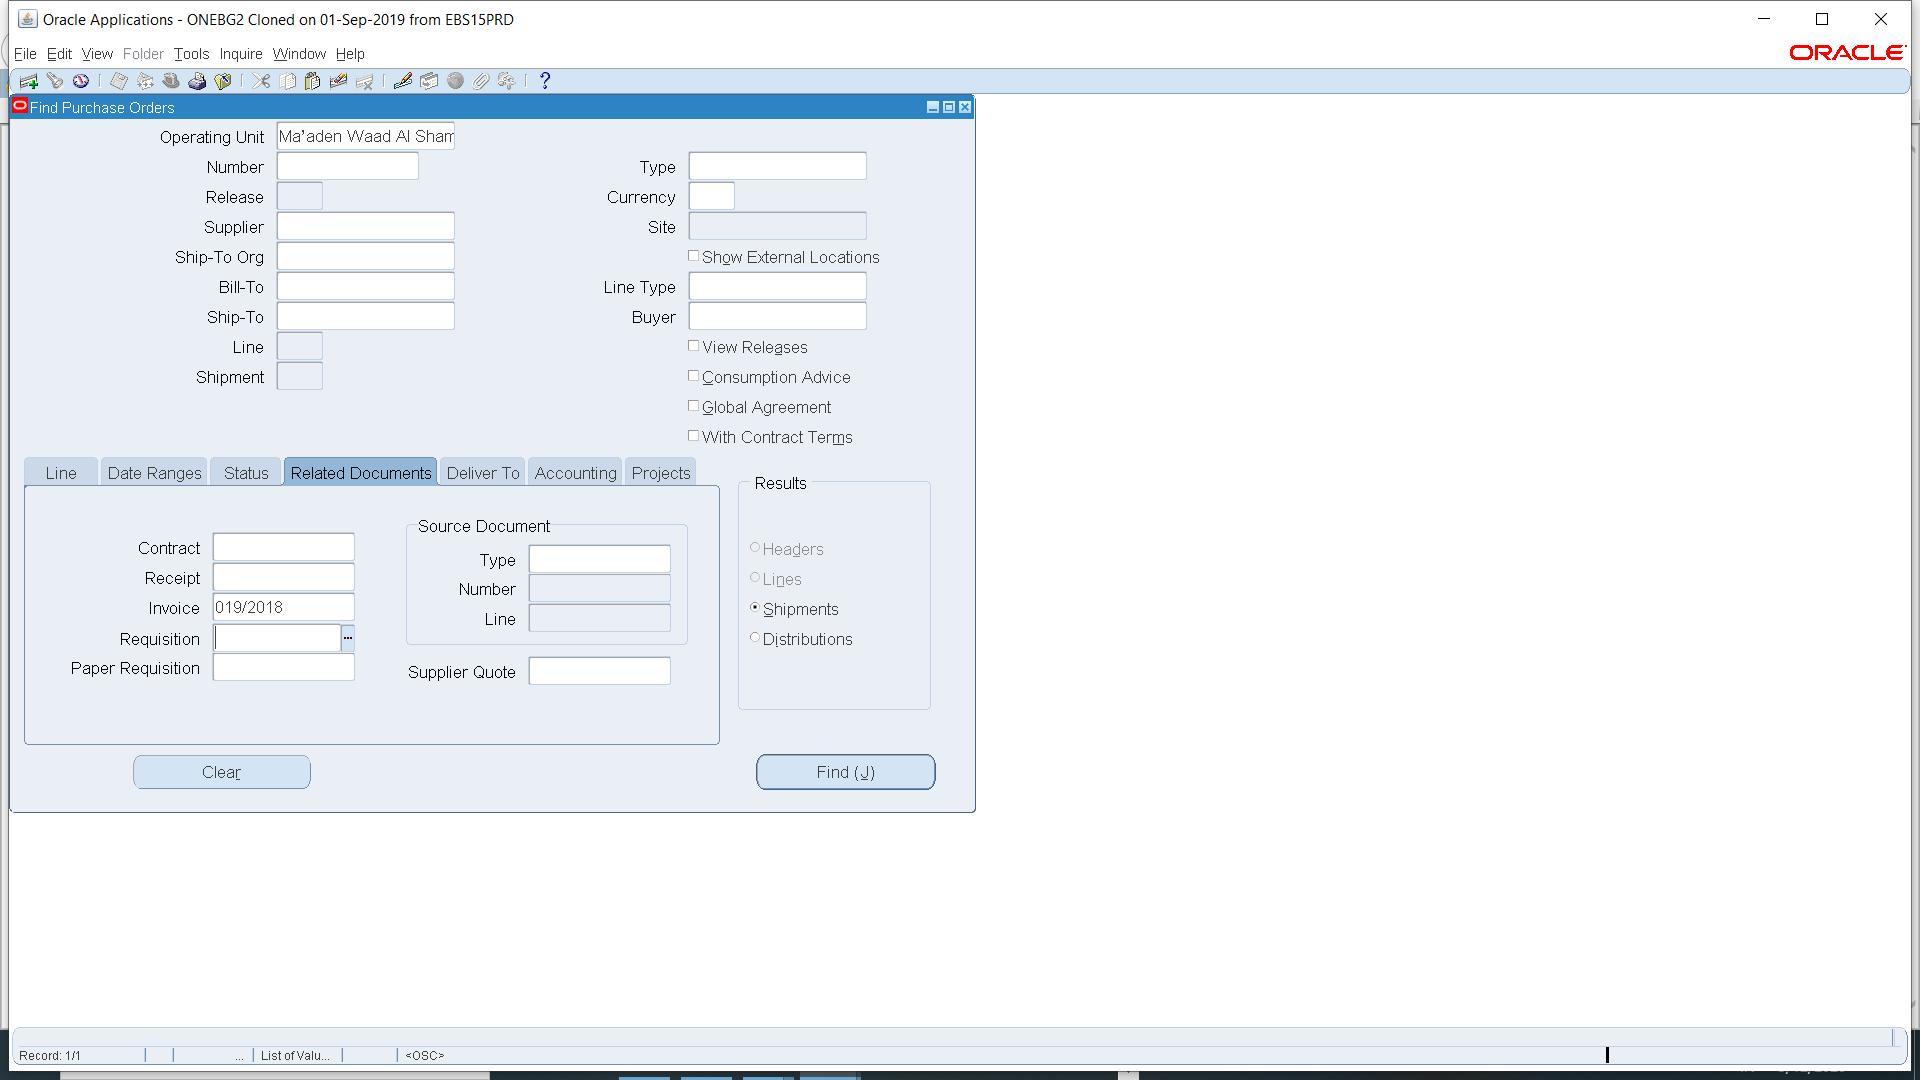 Oracle Applications - ONEBG2 Cloned on 01-Sep-2019 from EBS15PRD
File Edit View Folder Tools Inquire Window Help
ORACLE
Find Purchase Orders
Operating Unit Ma'aden Waad Al Sham
Number
Type
Release
Currency
Supplier
Site
Ship-To Org
Show External Locations
Bill-To
Line Type
Ship-To
Buyer
Line
View Releases
Shipment
Consumption Advice
Global Agreement
With Contract Terms
Line Date Ranges Status Related Documents Deliver To Accounting Projects
Results
Source Document
Contract
Headers
Type
Receipt
Lines
Number
Invoice 019/2018
Shipments
Line
Requisition
Distributions
Paper Requisition
Supplier Quote
Clear
Find (J)
Record: 1/1 ... List of Valu... <OSC>